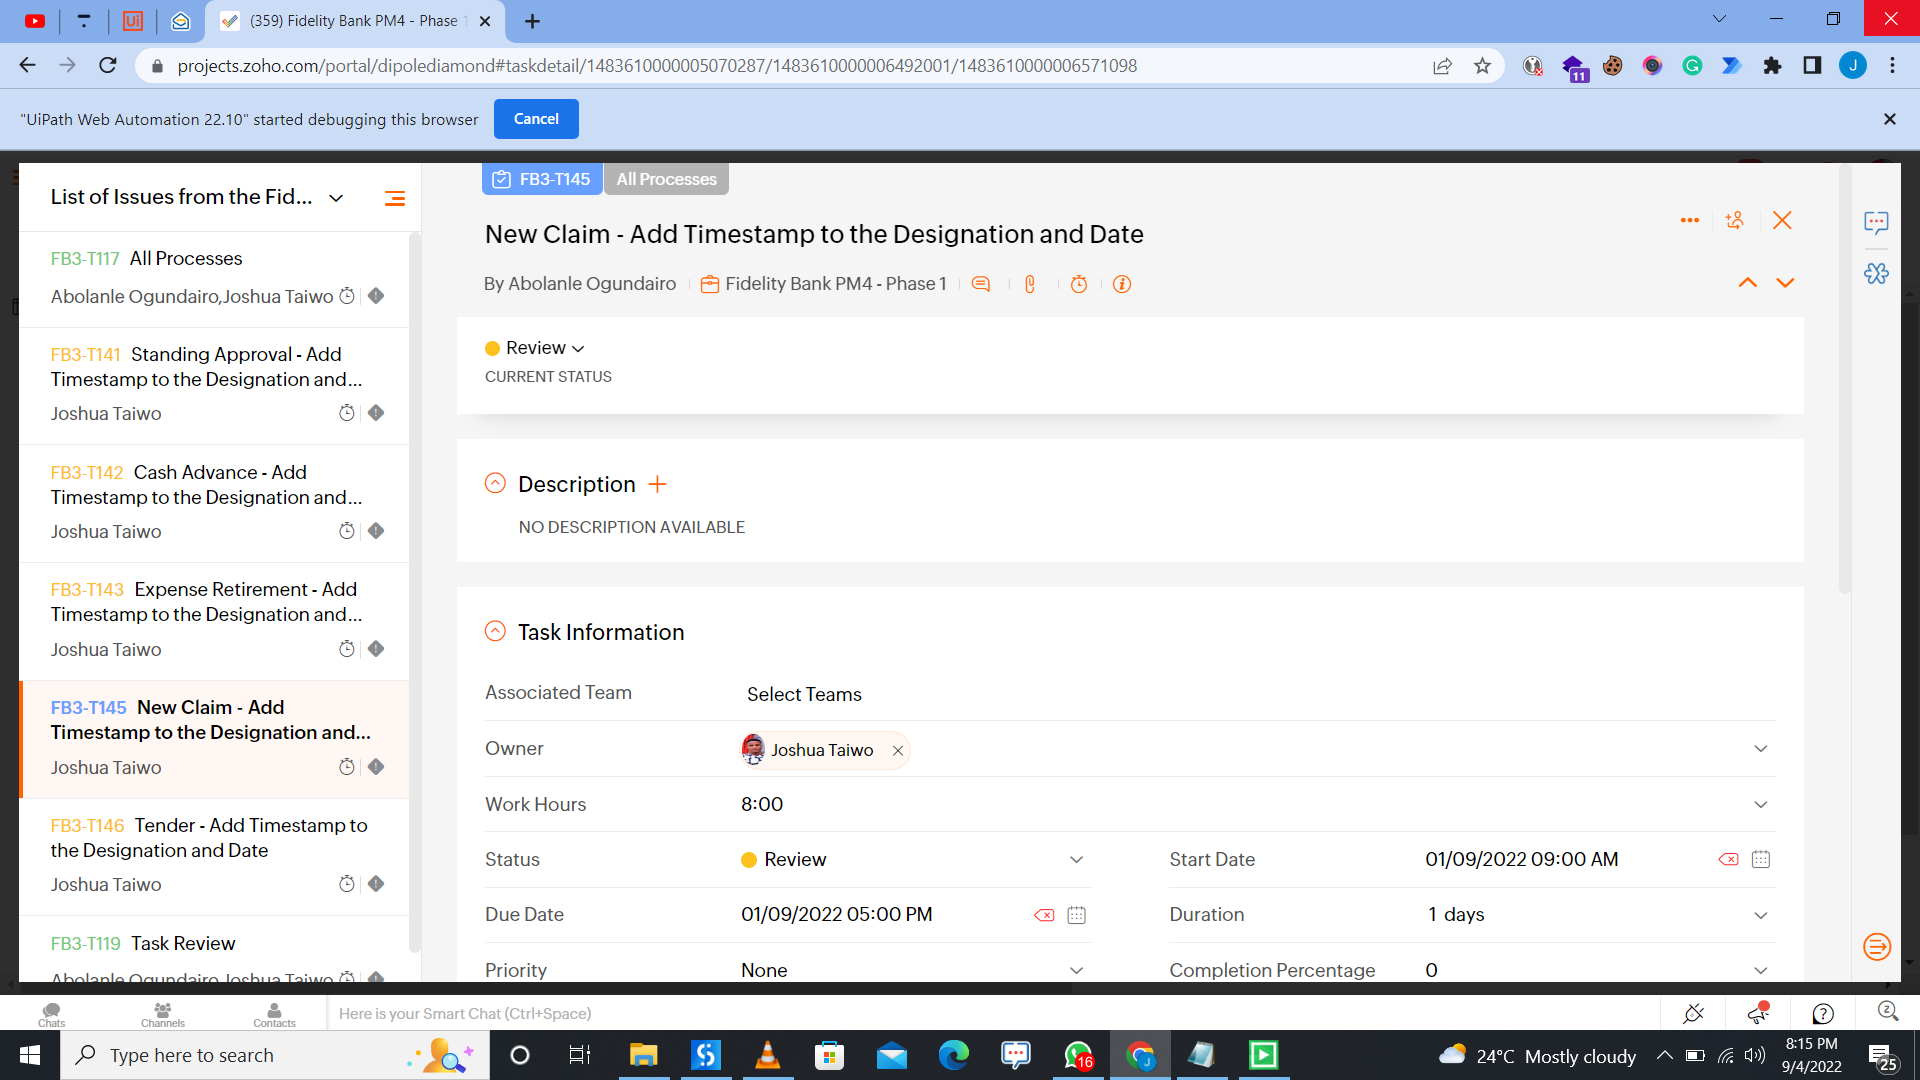 (359) Fidelity Bank PM4 - Phase 1
projects.zoho.com/portal/dipolediamond#taskdetail/1483610000005070287/1483610000006492001/1483610000006571098
11
J
"UiPath Web Automation 22.10" started debugging this browser
Cancel
List of Issues from the Fid...
FB3-T117 All Processes
Abolanle Ogundairo,Joshua Taiwo
FB3-T141 Standing Approval - Add
Timestamp to the Designation and...
Joshua Taiwo
FB3-T142 Cash Advance - Add
Timestamp to the Designation and...
Joshua Taiwo
FB3-T143 Expense Retirement - Add
Timestamp to the Designation and...
Joshua Taiwo
FB3-T145 New Claim - Add
Timestamp to the Designation and...
Joshua Taiwo
FB3-T146 Tender - Add Timestamp to
the Designation and Date
Joshua Taiwo
FB3-T119 Task Review
Abolanle Ogundairo,Joshua Taiwo
FB3-T145 All Processes
New Claim - Add Timestamp to the Designation and Date
By Abolanle Ogundairo Fidelity Bank PM4 - Phase 1
Review
CURRENT STATUS
Description
NO DESCRIPTION AVAILABLE
Task Information
Associated Team Select Teams
Owner Joshua Taiwo
Work Hours 8:00
Status Review Start Date 01/09/2022 09:00 AM
Due Date 01/09/2022 05:00 PM Duration 1 days
Priority None Completion Percentage 0
Chats Channels Contacts Here is your Smart Chat (Ctrl+Space)
Type here to search
16
24°C Mostly cloudy
8:15 PM
9/4/2022
25